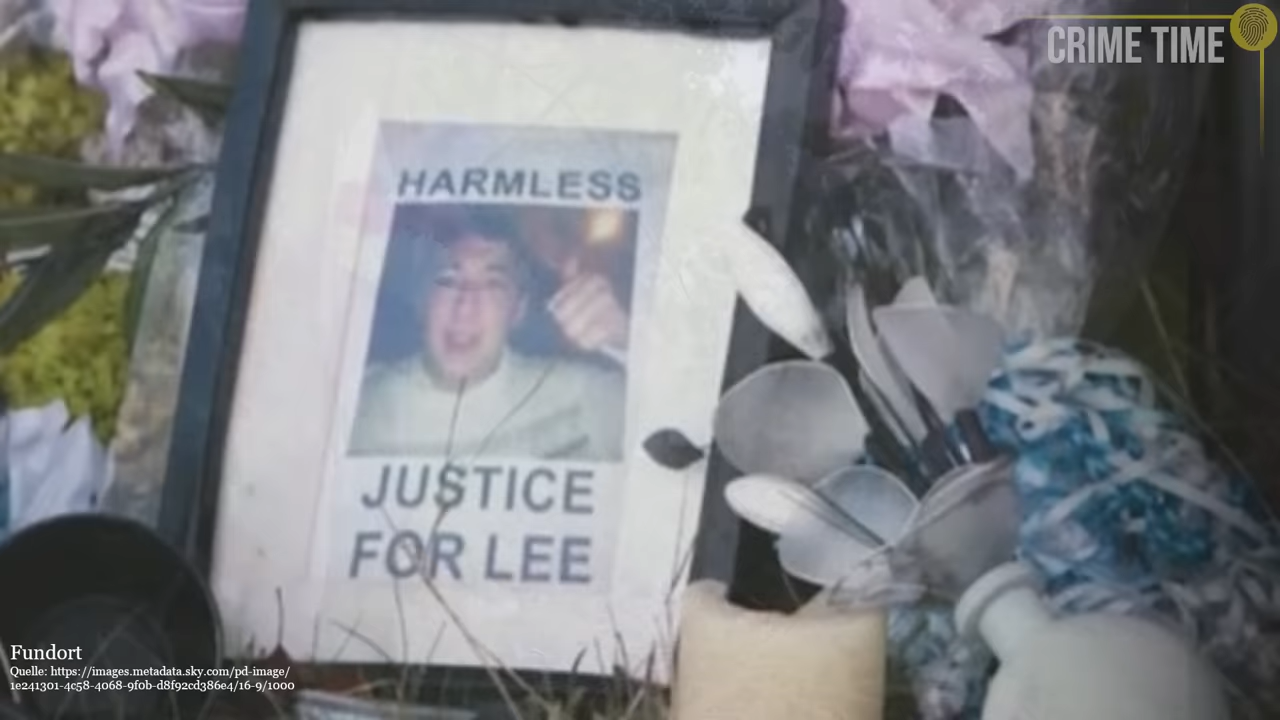 CRIME TIME
HARMLESS
JUSTICE
FOR LEE
Fundort
Quelle: https://images.metadata.sky.com/pd-image/
1e241301-4c58-4068-9f0b-d8f92cd386e4/16-9/1000